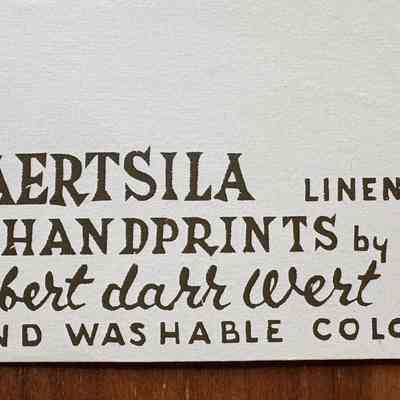 AERTSILA LINEN
HANDPRINTS by
bert darr wert
ND WASHABLE COLO